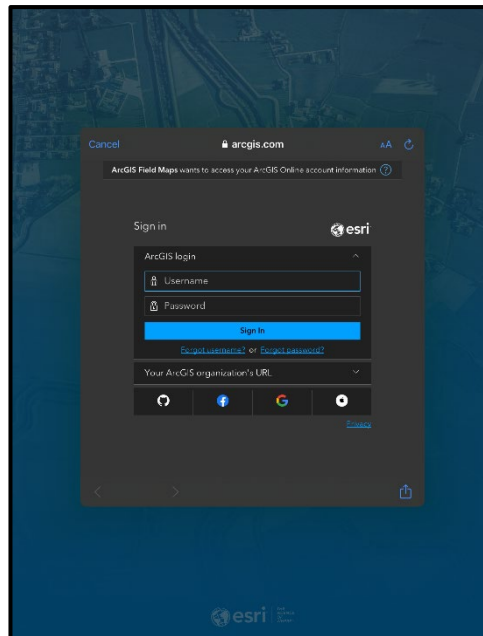 Cancel
arcgis.com
AA
ArcGIS Field Maps wants to access your ArcGIS Online account information ?
Sign in
esri
ArcGIS login
Username
Password
Sign In
Forgot username? or Forgot password?
Your ArcGIS organization's URL
Privacy
esri